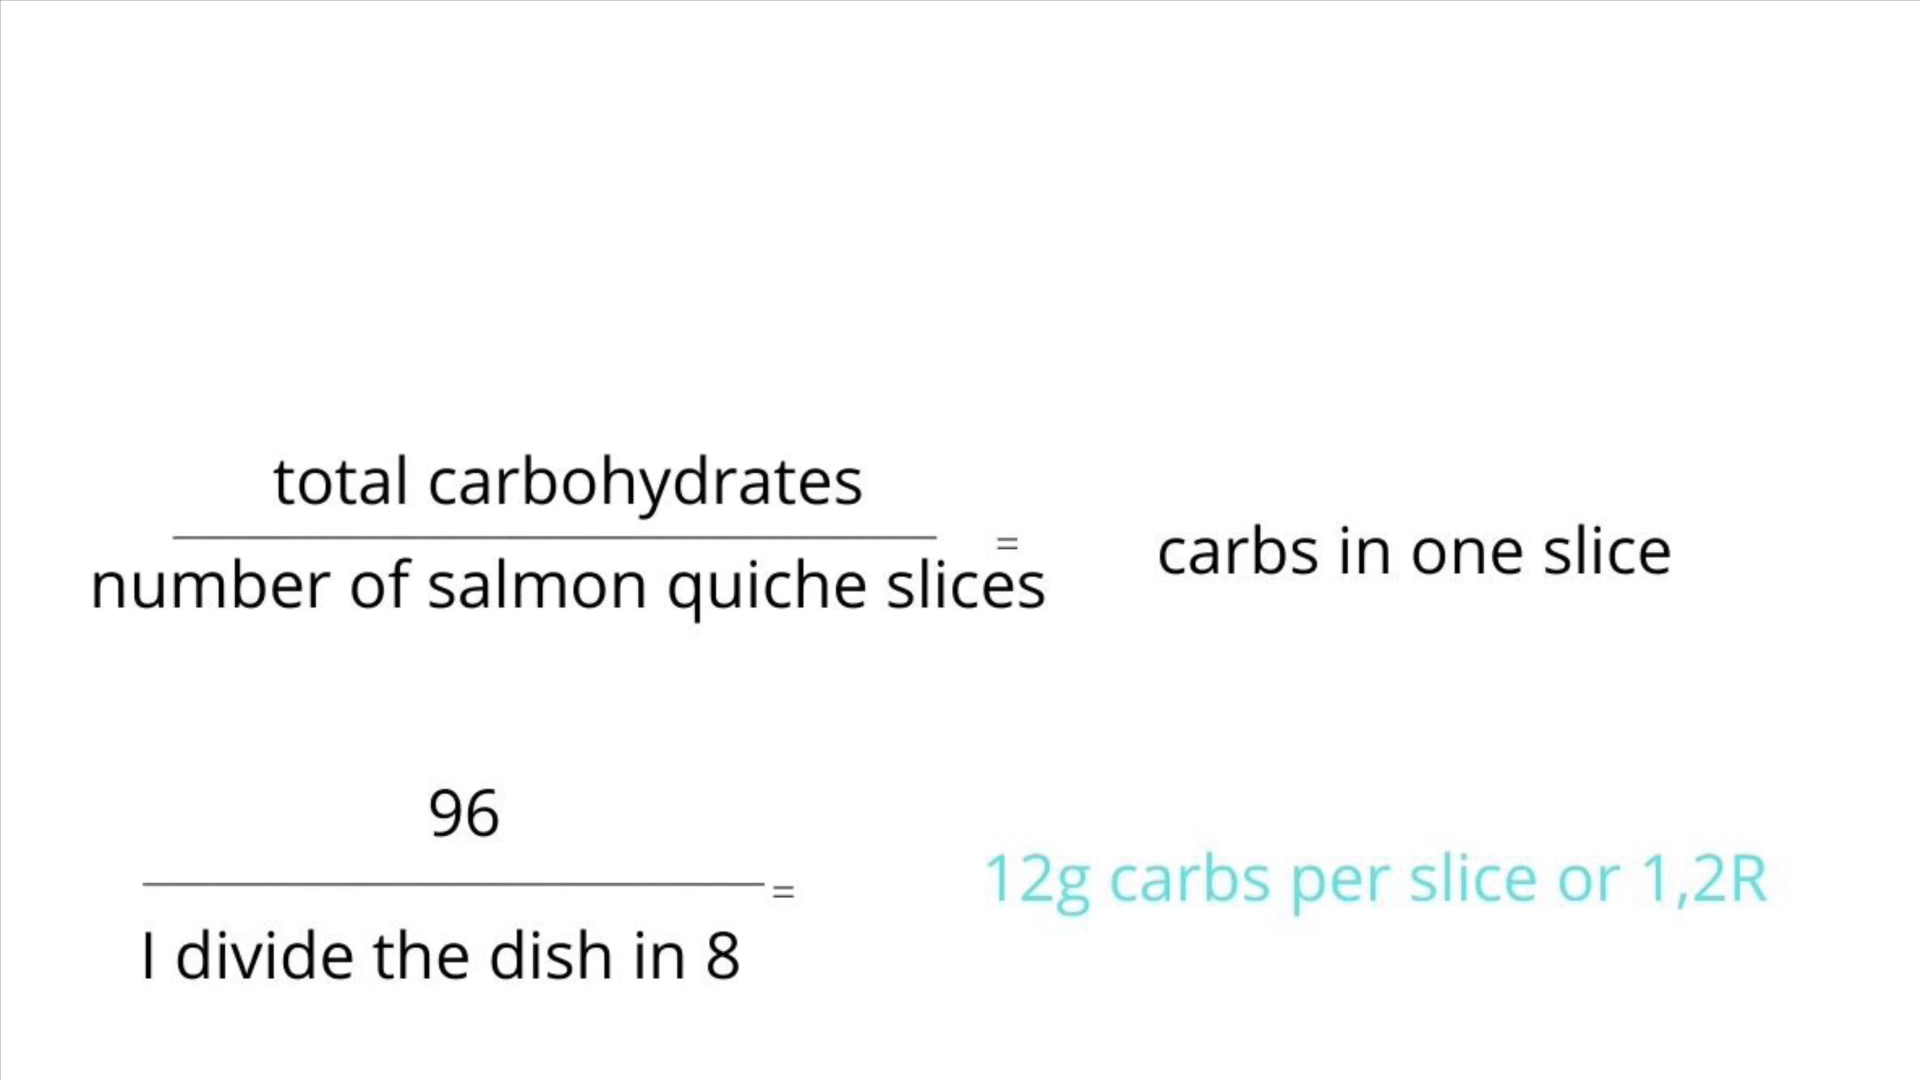 total carbohydrates
=
number of salmon quiche slices
carbs in one slice
96
=
I divide the dish in 8
12g carbs per slice or 1,2R